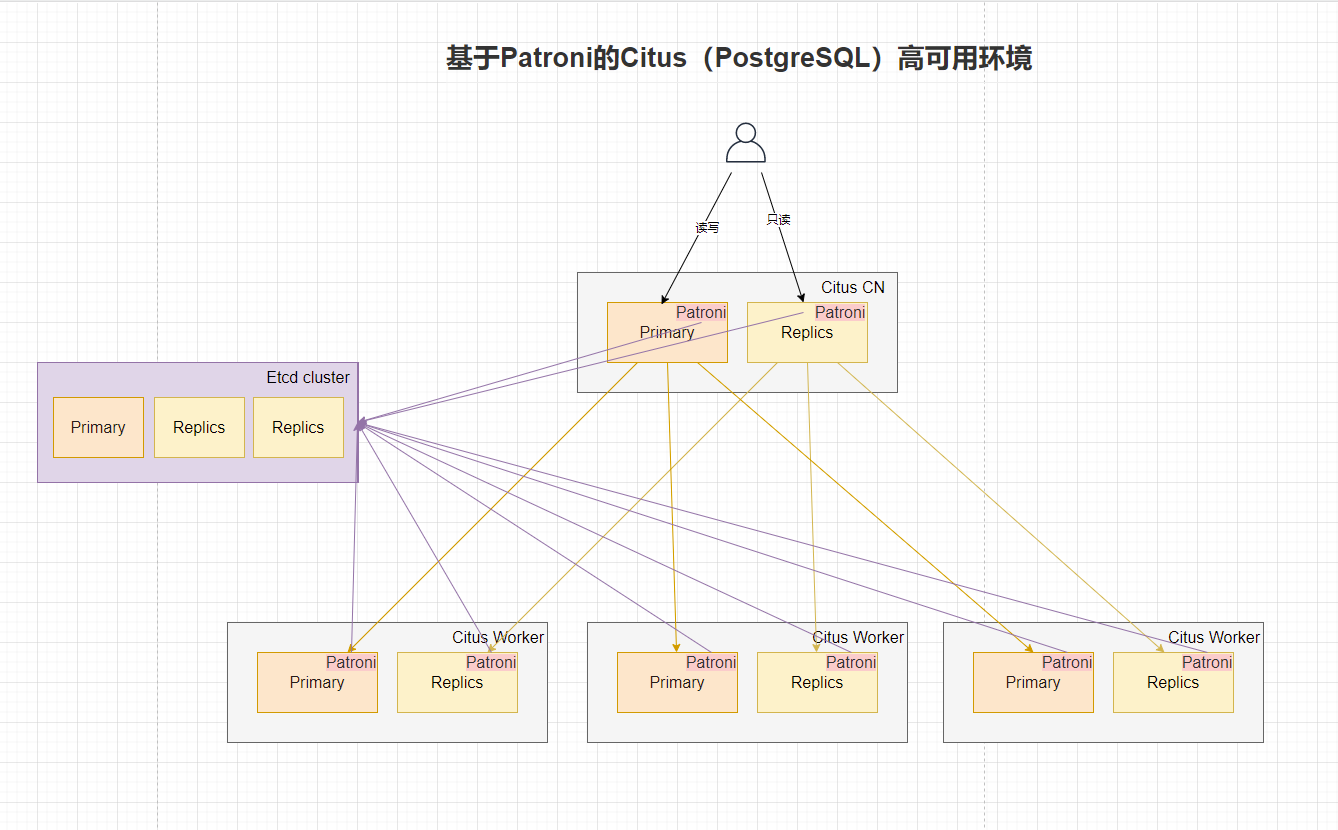 基于Patroni的Citus（PostgreSQL）高可用环境
读写
只读
Citus CN
Patroni
Primary
Patroni
Replics
Etcd cluster
Primary
Replics
Replics
Citus Worker
Patroni
Primary
Patroni
Replics
Citus Worker
Patroni
Primary
Patroni
Replics
Citus Worker
Patroni
Primary
Patroni
Replics